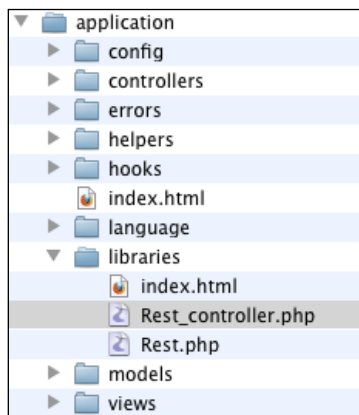 application
config
controllers
errors
helpers
hooks
index.html
language
libraries
index.html
Rest_controller.php
Rest.php
models
views